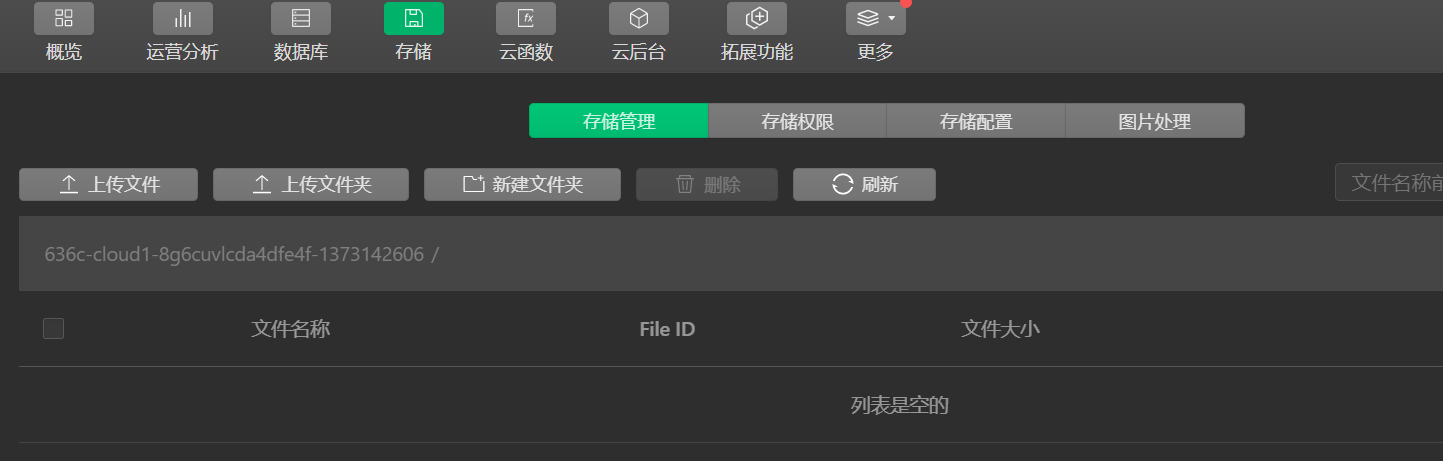 概览 运营分析 数据库 存储 云函数 云后台 拓展功能 更多
存储管理 存储权限 存储配置 图片处理
上传文件 上传文件夹 新建文件夹 删除 刷新 文件名称前
636c-cloud1-8g6cuvlcda4dfe4f-1373142606 /
文件名称 File ID 文件大小
列表是空的